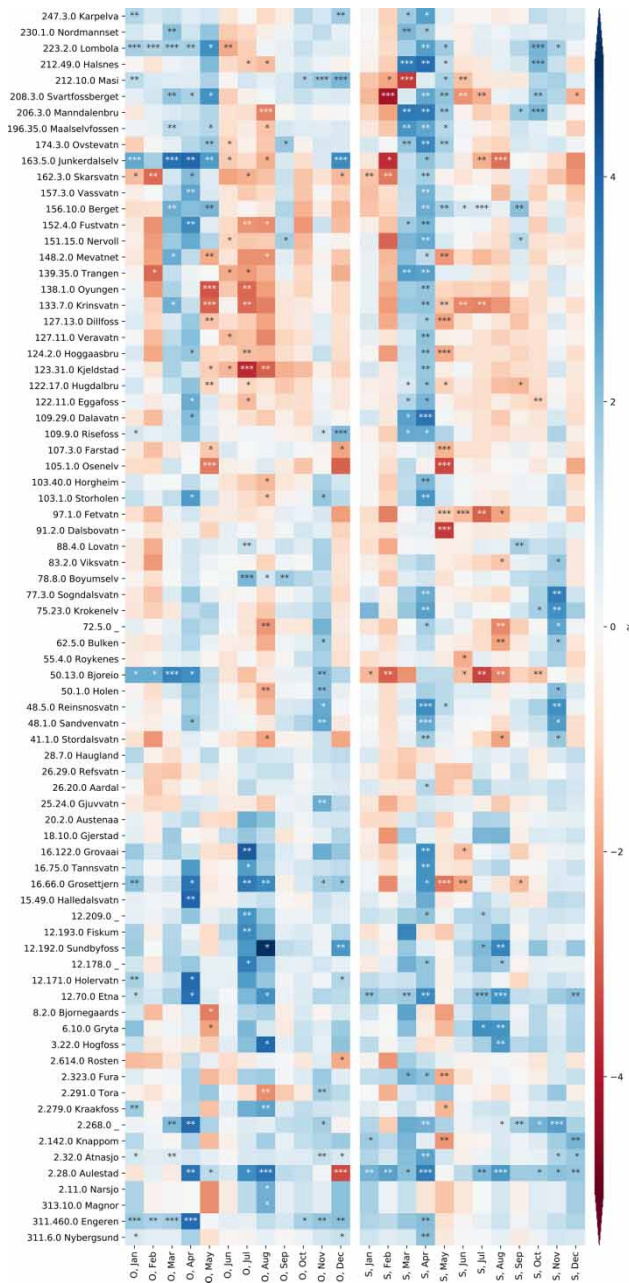 247.3.0 Karpelva
230.1.0 Nordmannset
223.2.0 Lombola
212.49.0 Halsnes
212.10.0 Masi
208.3.0 Svartfossberget
206.3.0 Manndalenbru
196.35.0 Maalselvfossen
174.3.0 Ovstevatn
163.5.0 Junkerdalselv
162.3.0 Skarsvatn
157.3.0 Vassvatn
156.10.0 Berget
152.4.0 Fustvatn
151.15.0 Nervoll
148.2.0 Mevatnet
139.35.0 Trangen
138.1.0 Oyungen
133.7.0 Krinsvatn
127.13.0 Dillfoss
127.11.0 Veravatn
124.2.0 Hoggaasbru
123.31.0 Kjeldstad
122.17.0 Hugdalbru
122.11.0 Eggafoss
109.29.0 Dalavatn
109.9.0 Risefoss
107.3.0 Farstad
105.1.0 Osenelv
103.40.0 Horgheim
103.1.0 Storholen
97.1.0 Fetvatn
91.2.0 Dalsbovatn
88.4.0 Lovatn
83.2.0 Viksvatn
78.8.0 Boyumselv
77.3.0 Sogndalsvatn
75.23.0 Krokenelv
72.5.0 _
62.5.0 Bulken
55.4.0 Roykenes
50.13.0 Bjoreio
50.1.0 Holen
48.5.0 Reinsnosvatn
48.1.0 Sandvenvatn
41.1.0 Stordalsvatn
28.7.0 Haugland
26.29.0 Refsvatn
26.20.0 Aardal
25.24.0 Gjuvvatn
20.2.0 Austenaa
18.10.0 Gjerstad
16.122.0 Grovaai
16.75.0 Tannsvatn
16.66.0 Grosettjern
15.49.0 Halledalsvatn
12.209.0 _
12.193.0 Fiskum
12.192.0 Sundbyfoss
12.178.0 _
12.171.0 Holervatn
12.70.0 Etna
8.2.0 Bjornegaards
6.10.0 Gryta
3.22.0 Hogfoss
2.614.0 Rosten
2.323.0 Fura
2.291.0 Tora
2.279.0 Kraakfoss
2.268.0 _
2.142.0 Knappom
2.32.0 Atnasjo
2.28.0 Aulestad
2.11.0 Narsjo
313.10.0 Magnor
311.460.0 Engeren
311.6.0 Nybergsund
O, Jan
O, Feb
O, Mar
O, Apr
O, May
O, Jun
O, Jul
O, Aug
O, Sep
O, Oct
O, Nov
O, Dec
S, Jan
S, Feb
S, Mar
S, Apr
S, May
S, Jun
S, Jul
S, Aug
S, Sep
S, Oct
S, Nov
S, Dec
4
2
0
−2
−4